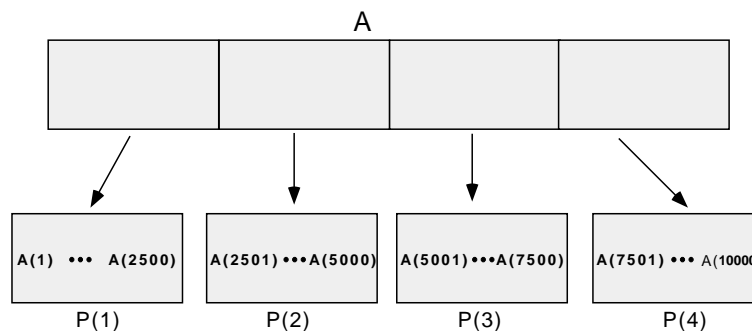 A
A(1) ••• A(2500) A(2501) ••• A(5000) A(5001) ••• A(7500) A(7501) ••• A(10000
P(1) P(2) P(3) P(4)